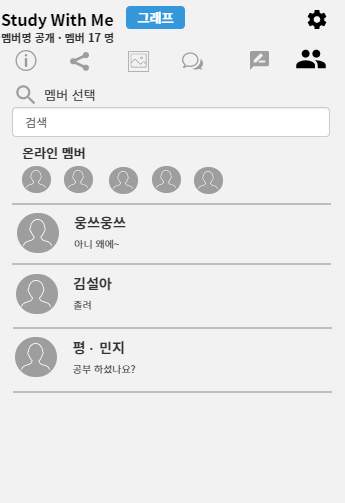 Study With Me
그래프
멤버명 공개 · 멤버 17 명
멤버 선택
검색
온라인 멤버
웅쓰웅쓰
아니 왜에~
김설아
졸려
평 · 민지
공부 하셨나요?